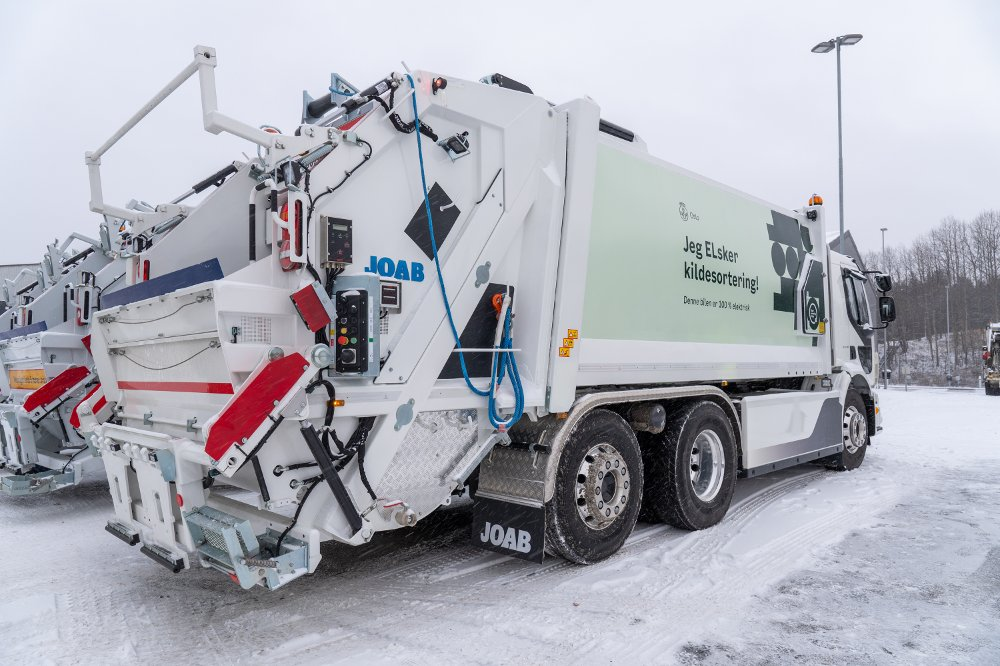 Oslo
Jeg ELsker
kildesortering!
Denne bilen er 100 % elektrisk
JOAB
JOAB